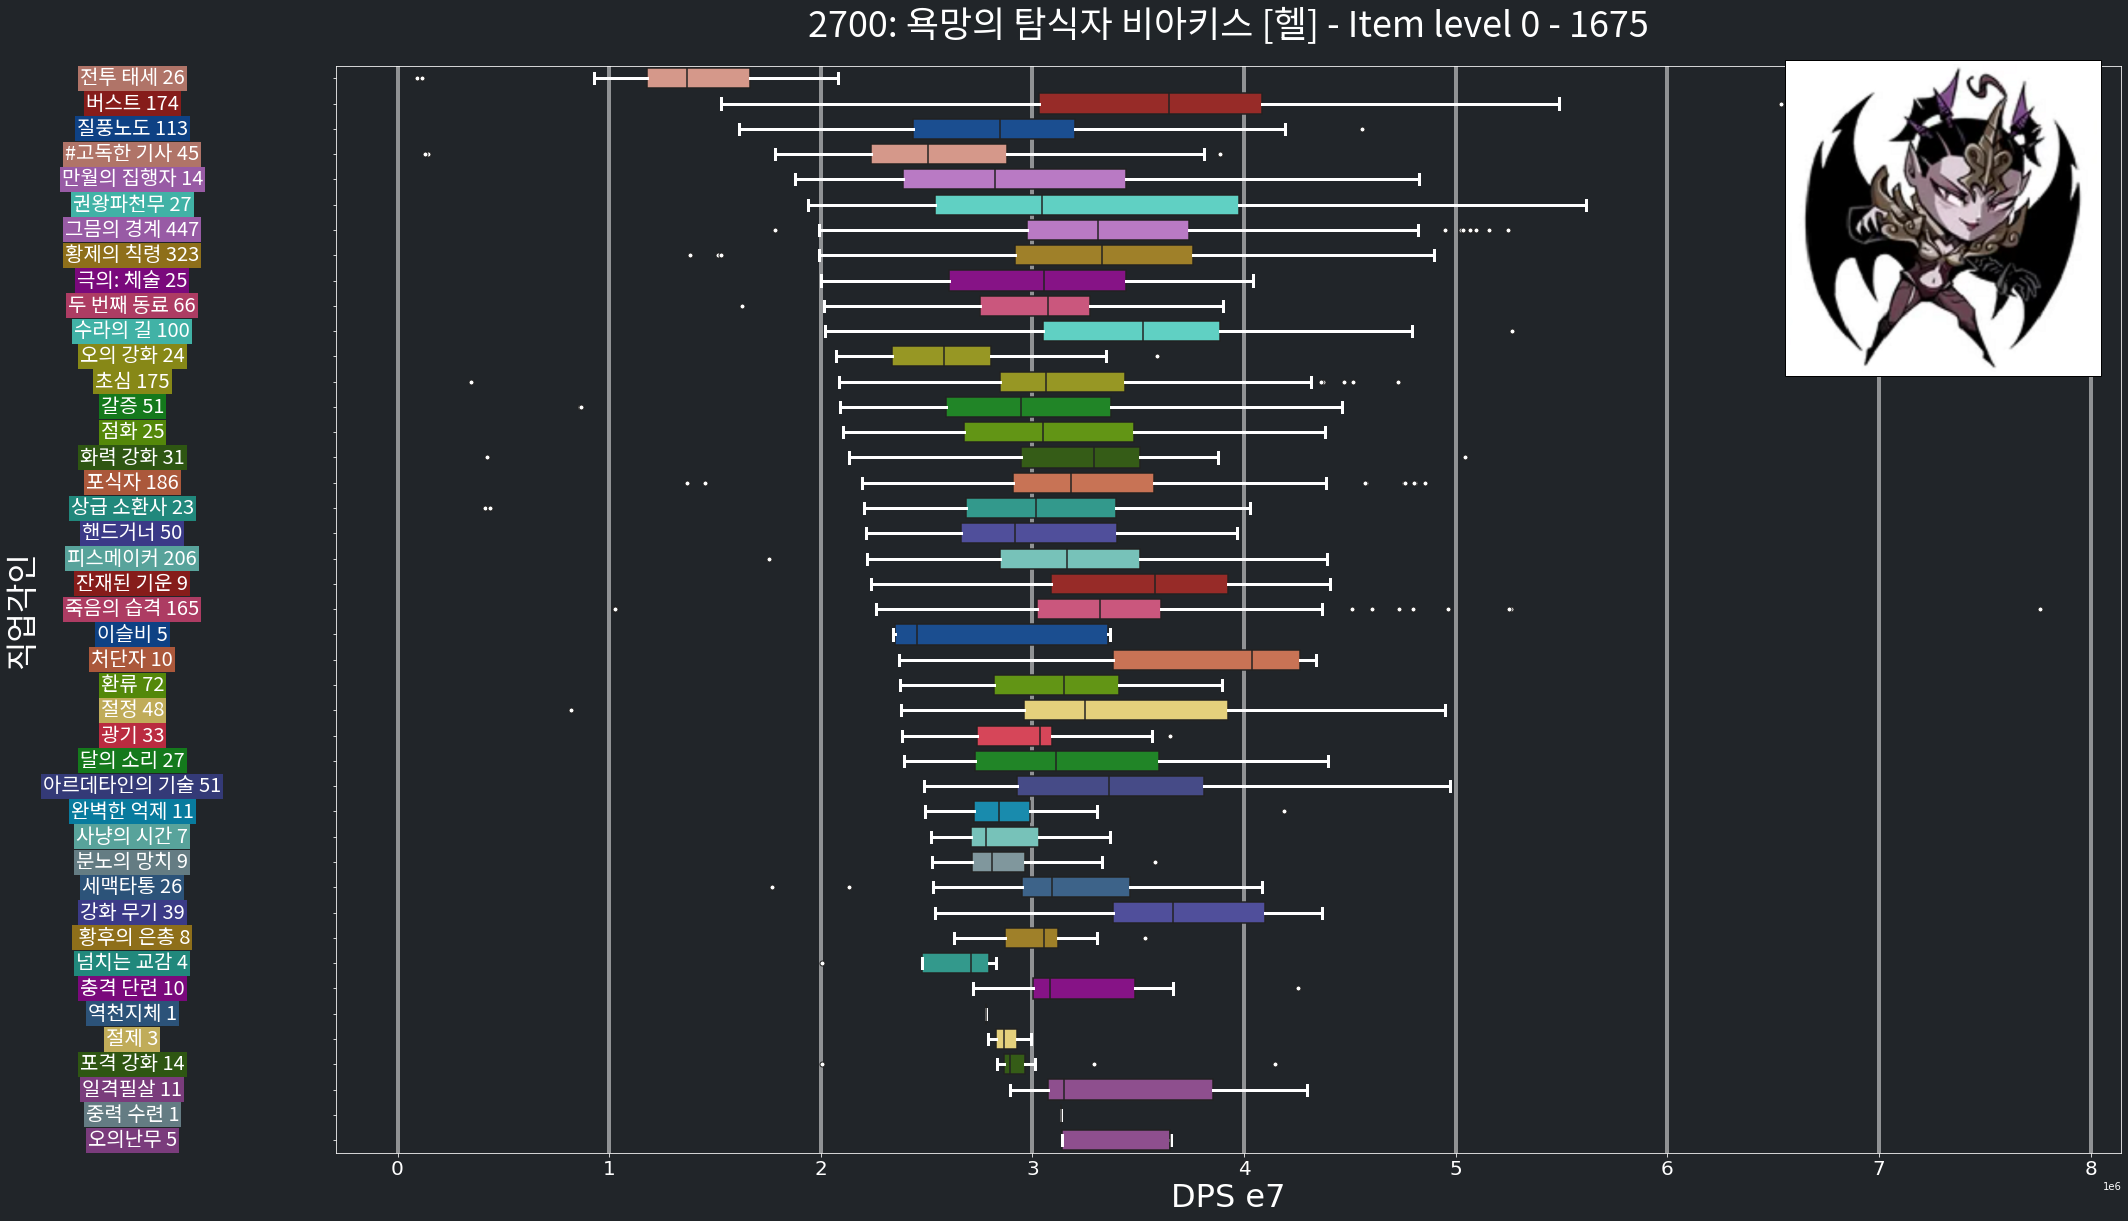 2700: 욕망의 탐식자 비아키스 [헬] - Item level 0 - 1675
전투 태세 26
버스트 174
질풍노도 113
#고독한 기사 45
만월의 집행자 14
권왕파천무 27
그믐의 경계 447
황제의 칙령 323
극의: 체술 25
두 번째 동료 66
수라의 길 100
오의 강화 24
초심 175
갈증 51
점화 25
화력 강화 31
포식자 186
상급 소환사 23
핸드거너 50
피스메이커 206
잔재된 기운 9
죽음의 습격 165
이슬비 5
처단자 10
환류 72
절정 48
광기 33
달의 소리 27
아르데타인의 기술 51
완벽한 억제 11
사냥의 시간 7
분노의 망치 9
세맥타통 26
강화 무기 39
황후의 은총 8
넘치는 교감 4
충격 단련 10
역천지체 1
절제 3
포격 강화 14
일격필살 11
중력 수련 1
오의난무 5
직업각인
0 1 2 3 4 5 6 7 8
1e6
DPS e7